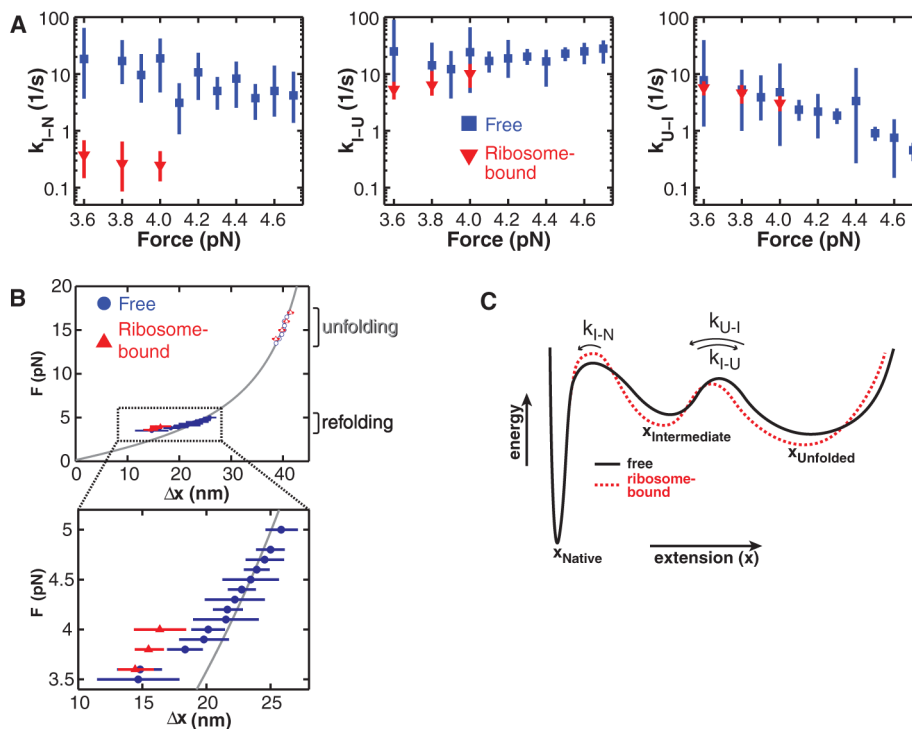 A
k_I–N (1/s)
100
10
1
0.1
3.6 3.8 4.0 4.2 4.4 4.6
Force (pN)
k_I–U (1/s)
100
10
1
0.1
Free
Ribosome-
bound
3.6 3.8 4.0 4.2 4.4 4.6
Force (pN)
k_U–I (1/s)
100
10
1
0.1
3.6 3.8 4.0 4.2 4.4 4.6
Force (pN)
B
F (pN)
20
15
10
5
0
Free
Ribosome-
bound
unfolding
refolding
0 10 20 30 40
Δx (nm)
F (pN)
5
4.5
4
3.5
10 15 20 25
Δx (nm)
C
energy
k_I-N
k_U-I
k_I-U
x_Intermediate
x_Unfolded
free
ribosome-
bound
x_Native
extension (x)